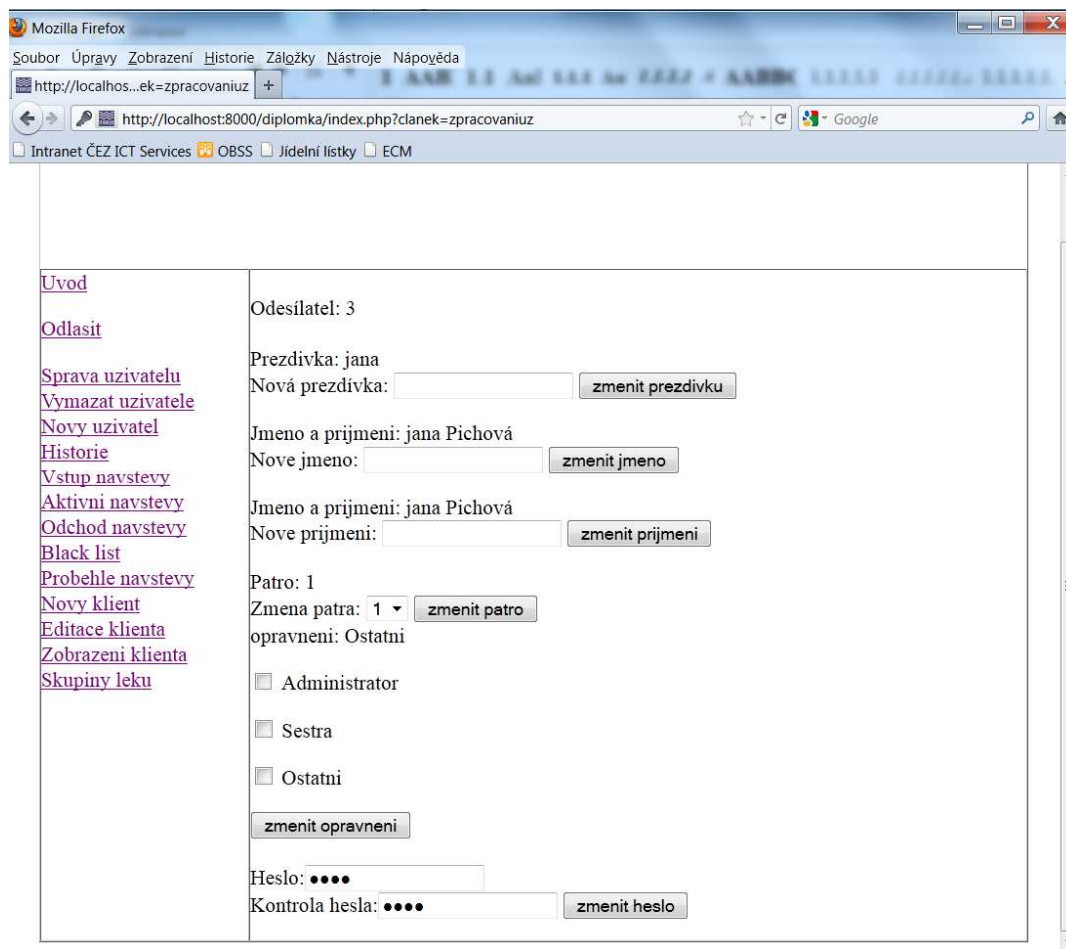 Mozilla Firefox
Soubor Úpravy Zobrazení Historie Záložky Nástroje Nápověda
http://localhos...ek=zpracovaniuz +
http://localhost:8000/diplomka/index.php?clanek=zpracovaniuz Google
Intranet ČEZ ICT Services OBSS Jídelní lístky ECM
Uvod
Odlasit
Sprava uzivatelu
Vymazat uzivatele
Novy uzivatel
Historie
Vstup navstevy
Aktivni navstevy
Odchod navstevy
Black list
Probehle navstevy
Novy klient
Editace klienta
Zobrazeni klienta
Skupiny leku
Odesílatel: 3
Prezdivka: jana
Nová prezdívka: zmenit prezdivku
Jmeno a prijmeni: jana Pichová
Nove jmeno: zmenit jmeno
Jmeno a prijmeni: jana Pichová
Nove prijmeni: zmenit prijmeni
Patro: 1
Zmena patra: 1 zmenit patro
opravneni: Ostatni
Administrator
Sestra
Ostatni
zmenit opravneni
Heslo: ●●●●
Kontrola hesla: ●●●● zmenit heslo